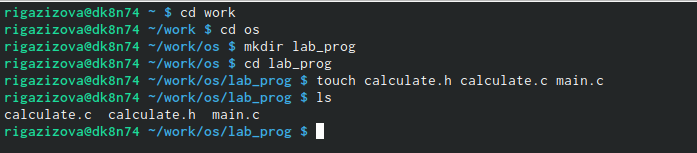 rigazizova@dk8n74 ~ $ cd work
rigazizova@dk8n74 ~/work $ cd os
rigazizova@dk8n74 ~/work/os $ mkdir lab_prog
rigazizova@dk8n74 ~/work/os $ cd lab_prog
rigazizova@dk8n74 ~/work/os/lab_prog $ touch calculate.h calculate.c main.c
rigazizova@dk8n74 ~/work/os/lab_prog $ ls
calculate.c  calculate.h  main.c
rigazizova@dk8n74 ~/work/os/lab_prog $